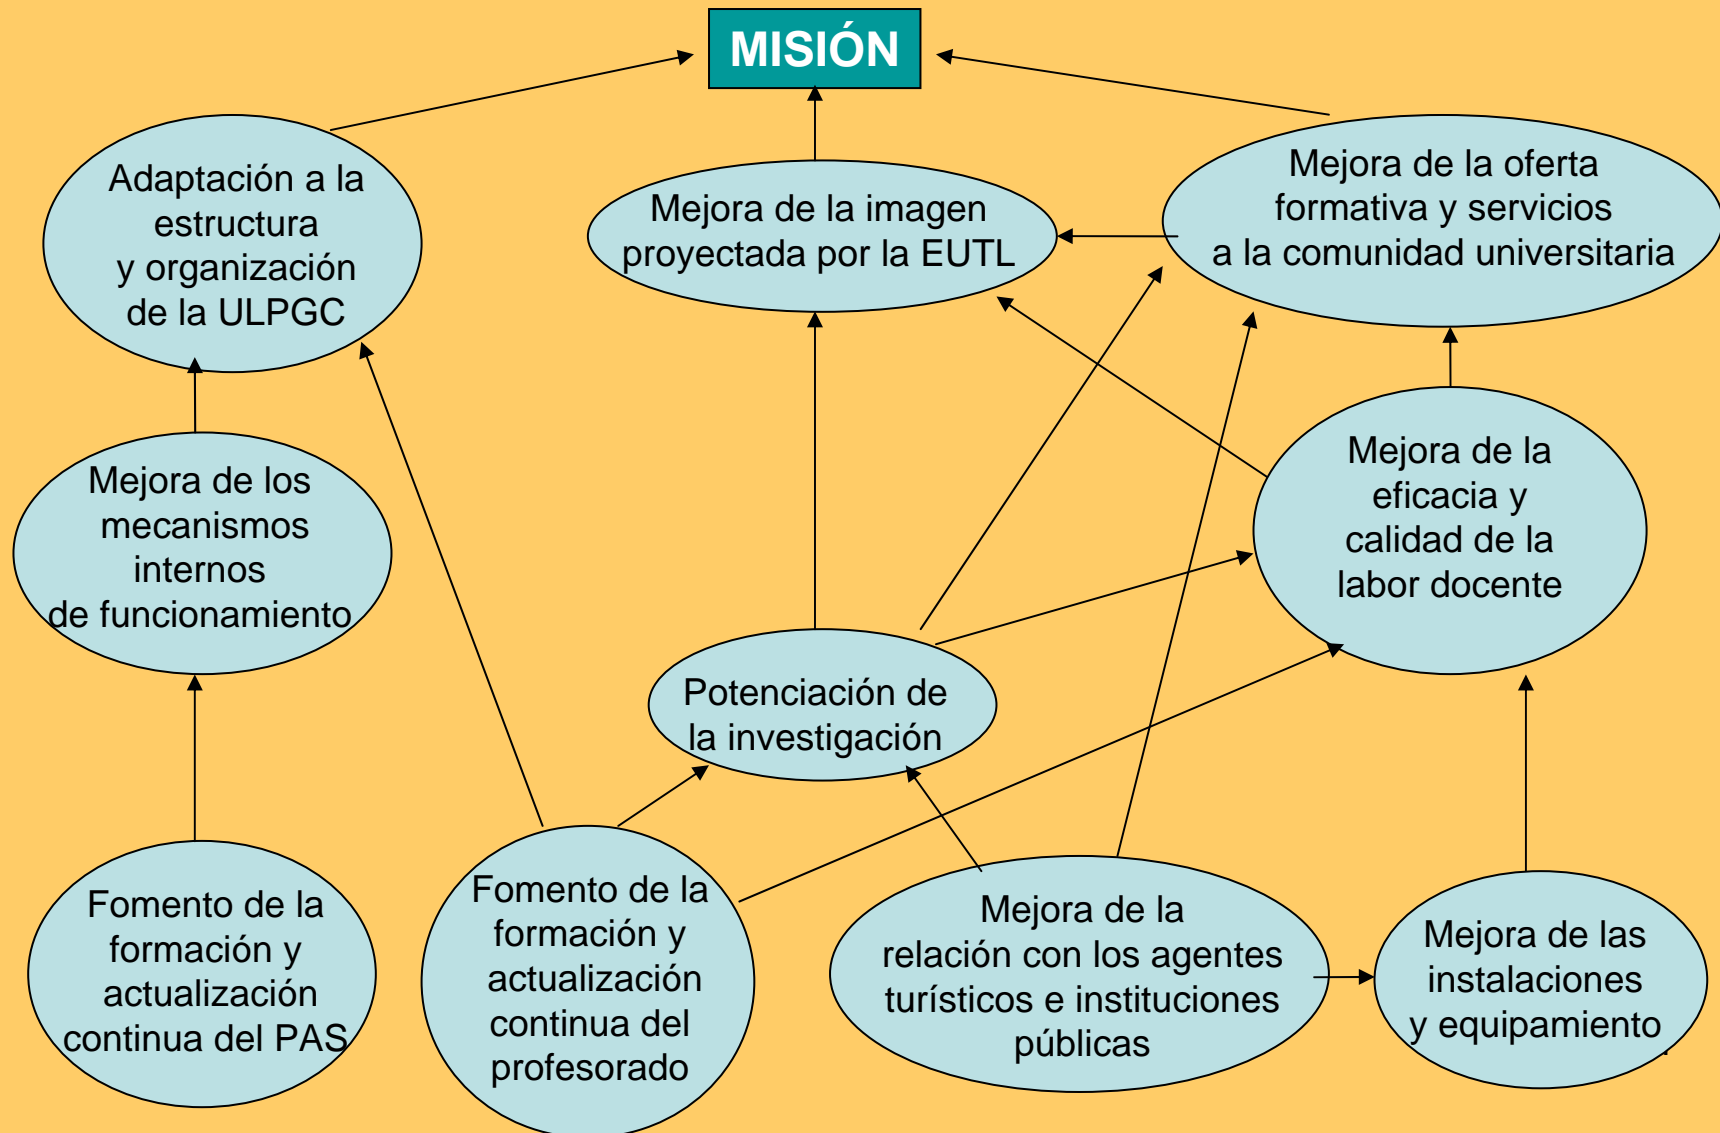 MISIÓN
Adaptación a la
estructura
y organización
de la ULPGC
Mejora de la imagen
proyectada por la EUTL
Mejora de la oferta
formativa y servicios
a la comunidad universitaria
Mejora de los
mecanismos
internos
de funcionamiento
Mejora de la
eficacia y
calidad de la
labor docente
Potenciación de
la investigación
Fomento de la
formación y
actualización
continua del PAS
Fomento de la
formación y
actualización
continua del
profesorado
Mejora de la
relación con los agentes
turísticos e instituciones
públicas
Mejora de las
instalaciones
y equipamiento